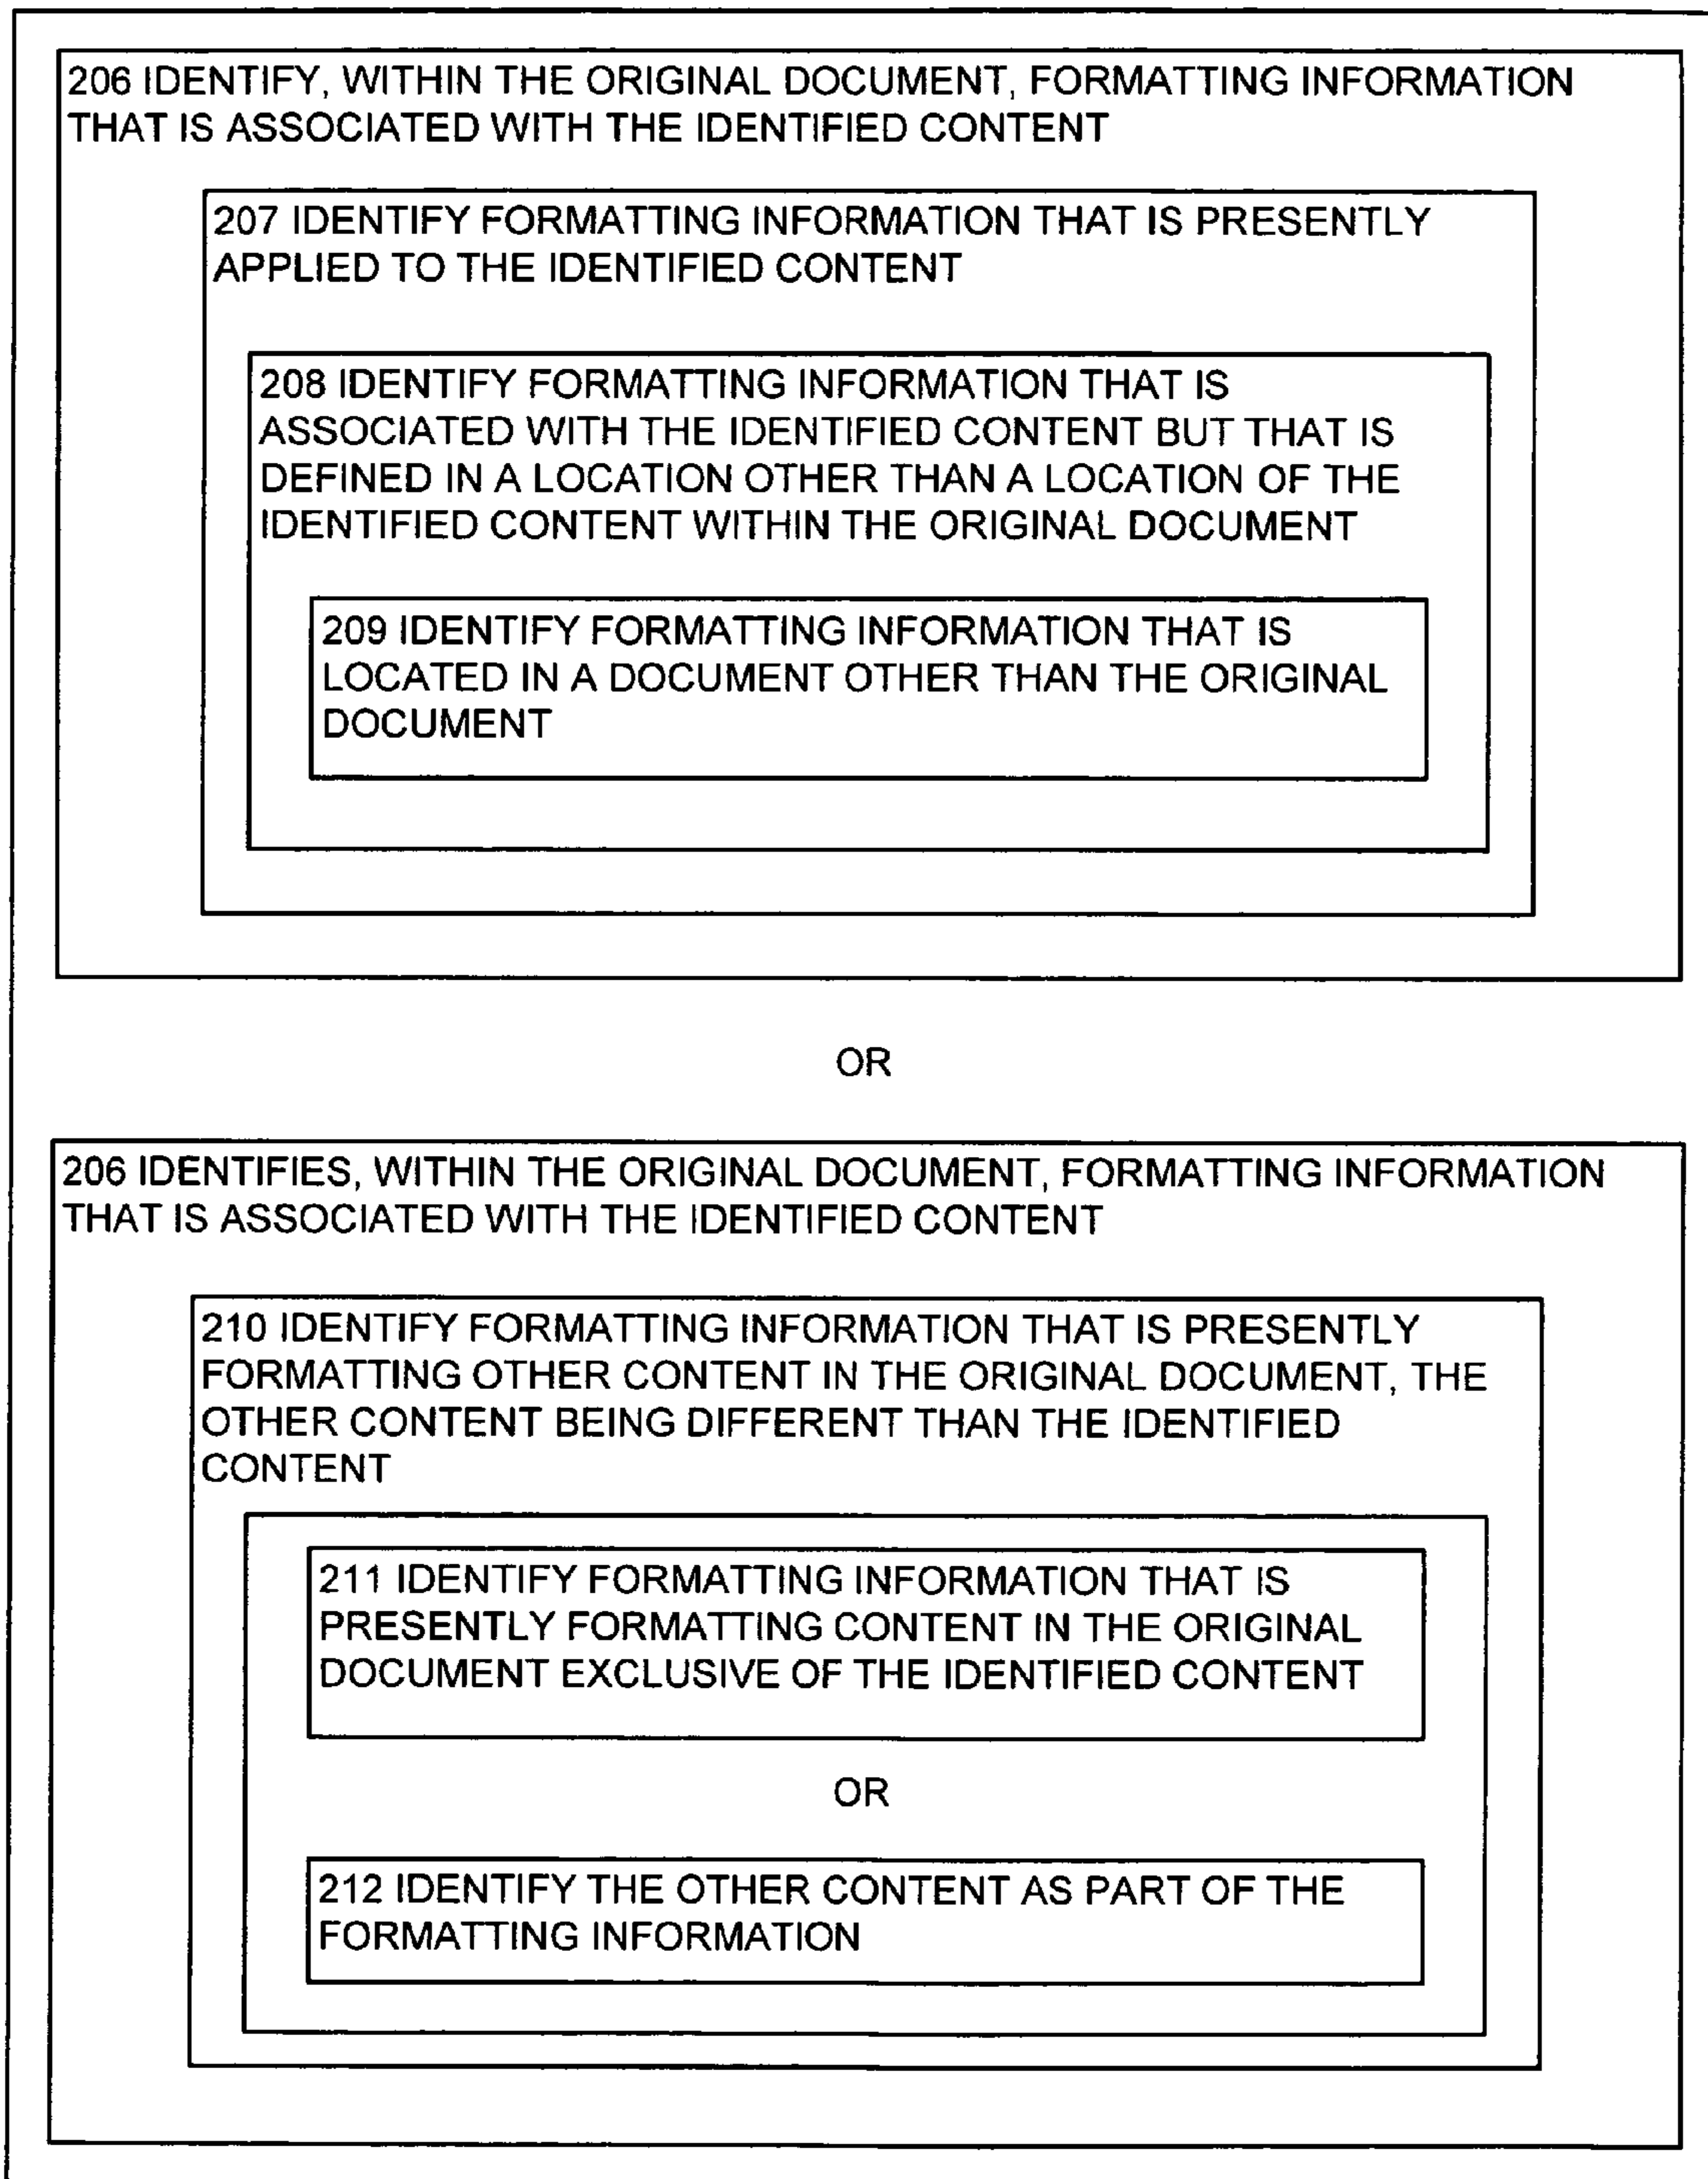 206 IDENTIFY, WITHIN THE ORIGINAL DOCUMENT, FORMATTING INFORMATION
THAT IS ASSOCIATED WITH THE IDENTIFIED CONTENT
207 IDENTIFY FORMATTING INFORMATION THAT IS PRESENTLY
APPLIED TO THE IDENTIFIED CONTENT
208 IDENTIFY FORMATTING INFORMATION THAT IS
ASSOCIATED WITH THE IDENTIFIED CONTENT BUT THAT IS
DEFINED IN A LOCATION OTHER THAN A LOCATION OF THE
IDENTIFIED CONTENT WITHIN THE ORIGINAL DOCUMENT
209 IDENTIFY FORMATTING INFORMATION THAT IS
LOCATED IN A DOCUMENT OTHER THAN THE ORIGINAL
DOCUMENT
OR
206 IDENTIFIES, WITHIN THE ORIGINAL DOCUMENT, FORMATTING INFORMATION
THAT IS ASSOCIATED WITH THE IDENTIFIED CONTENT
210 IDENTIFY FORMATTING INFORMATION THAT IS PRESENTLY
FORMATTING OTHER CONTENT IN THE ORIGINAL DOCUMENT, THE
OTHER CONTENT BEING DIFFERENT THAN THE IDENTIFIED
CONTENT
211 IDENTIFY FORMATTING INFORMATION THAT IS
PRESENTLY FORMATTING CONTENT IN THE ORIGINAL
DOCUMENT EXCLUSIVE OF THE IDENTIFIED CONTENT
OR
212 IDENTIFY THE OTHER CONTENT AS PART OF THE
FORMATTING INFORMATION